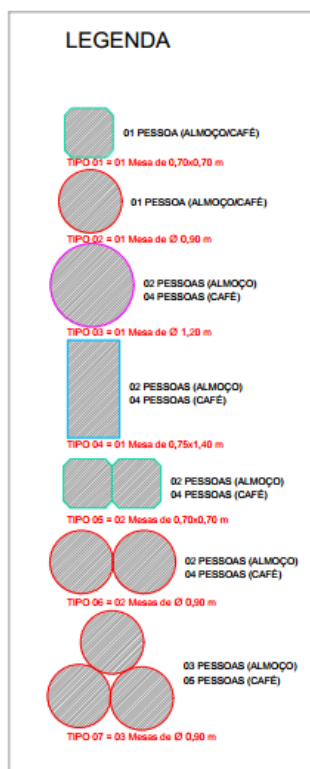 LEGENDA
01 PESSOA (ALMOÇO/CAFÉ)
TIPO 01 = 01 Mesa de 0,70x0,70 m
01 PESSOA (ALMOÇO/CAFÉ)
TIPO 02 = 01 Mesa de Ø 0,90 m
02 PESSOAS (ALMOÇO)
04 PESSOAS (CAFÉ)
TIPO 03 = 01 Mesa de Ø 1,20 m
02 PESSOAS (ALMOÇO)
04 PESSOAS (CAFÉ)
TIPO 04 = 01 Mesa de 0,75x1,40 m
02 PESSOAS (ALMOÇO)
04 PESSOAS (CAFÉ)
TIPO 05 = 02 Mesas de 0,70x0,70 m
02 PESSOAS (ALMOÇO)
04 PESSOAS (CAFÉ)
TIPO 06 = 02 Mesas de Ø 0,90 m
03 PESSOAS (ALMOÇO)
05 PESSOAS (CAFÉ)
TIPO 07 = 03 Mesas de Ø 0,90 m